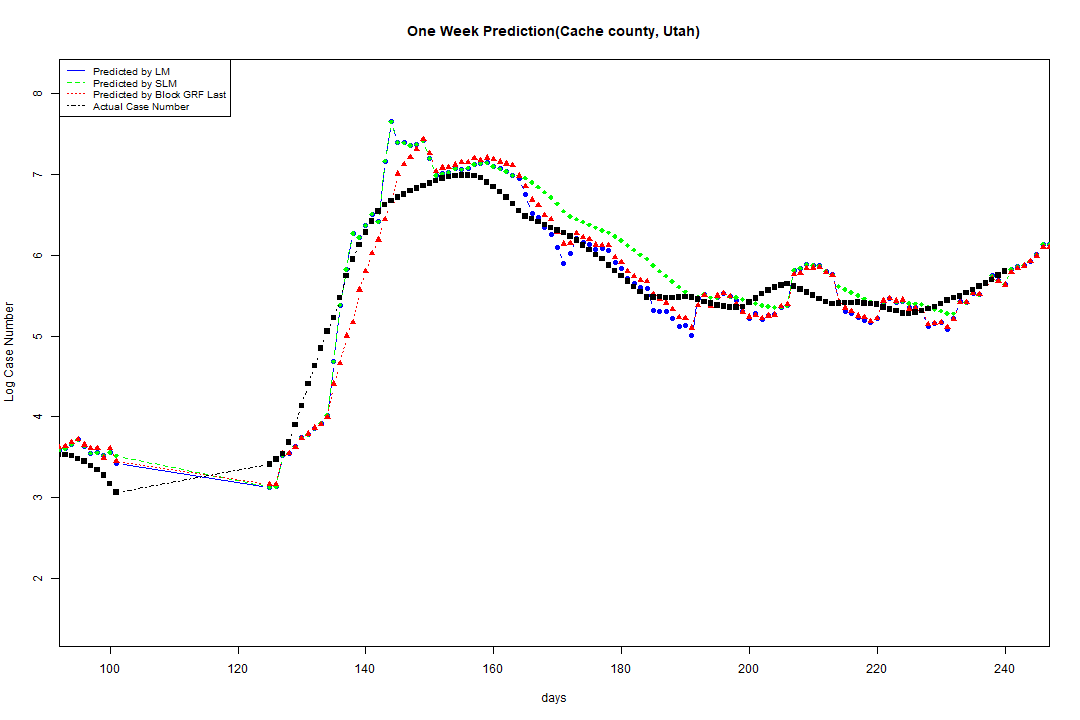 One Week Prediction(Cache county, Utah)
Predicted by LM
Predicted by SLM
Predicted by Block GRF Last
Actual Case Number
8
7
6
5
4
3
2
Log Case Number
100 120 140 160 180 200 220 240
days